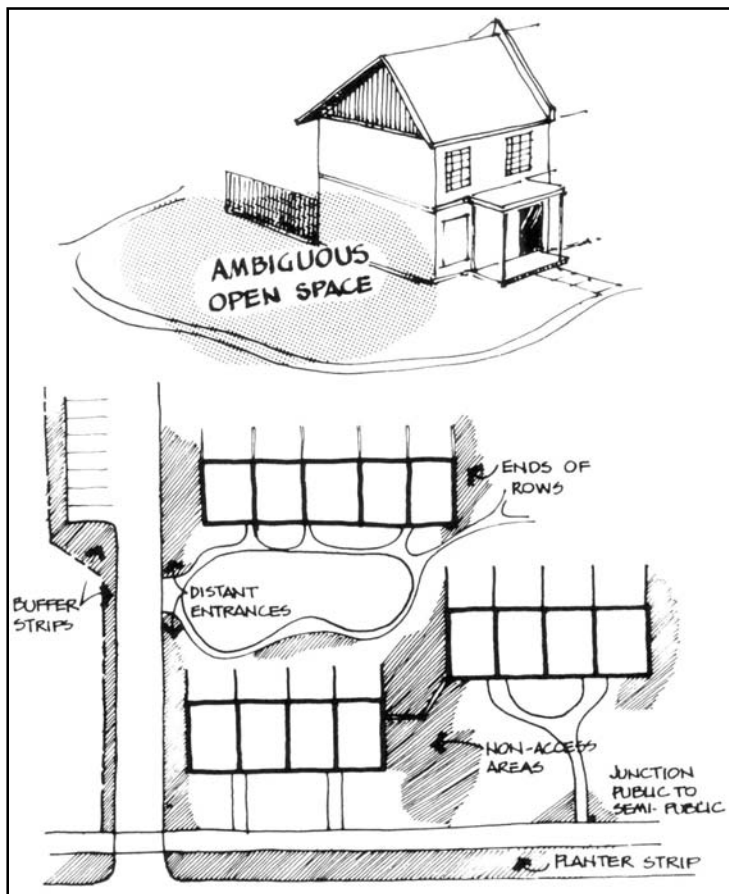 AMBIGUOUS
OPEN SPACE
ENDS OF
ROWS
BUFFER
STRIPS
DISTANT
ENTRANCES
NON-ACCESS
AREAS
JUNCTION
PUBLIC TO
SEMI-PUBLIC
PLANTER STRIP